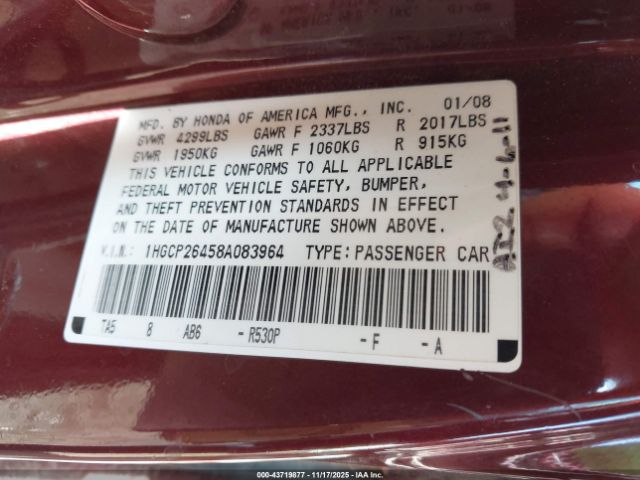 MFD. BY HONDA OF AMERICA MFG., INC. 01/08
GVWR 4299LBS GAWR F 2337LBS R 2017LBS
GVWR 1950KG GAWR F 1060KG R 915KG
THIS VEHICLE CONFORMS TO ALL APPLICABLE
FEDERAL MOTOR VEHICLE SAFETY, BUMPER,
AND THEFT PREVENTION STANDARDS IN EFFECT
ON THE DATE OF MANUFACTURE SHOWN ABOVE.
V.I.N.: 1HGCP26458A083964 TYPE: PASSENGER CAR
TA5 8 AB6 - R530P - F - A
000-43719877 - 11/17/2025 - IAA Inc.